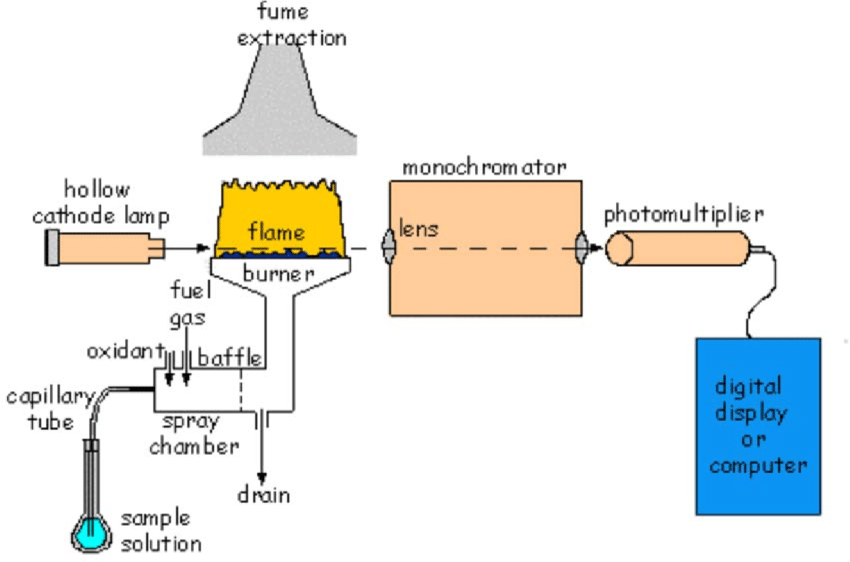 fume
extraction
monochromator
hollow
cathode lamp
photomultiplier
flame
lens
burner
fuel
gas
oxidant
baffle
capillary
tube
spray
chamber
digital
display
or
computer
drain
sample
solution